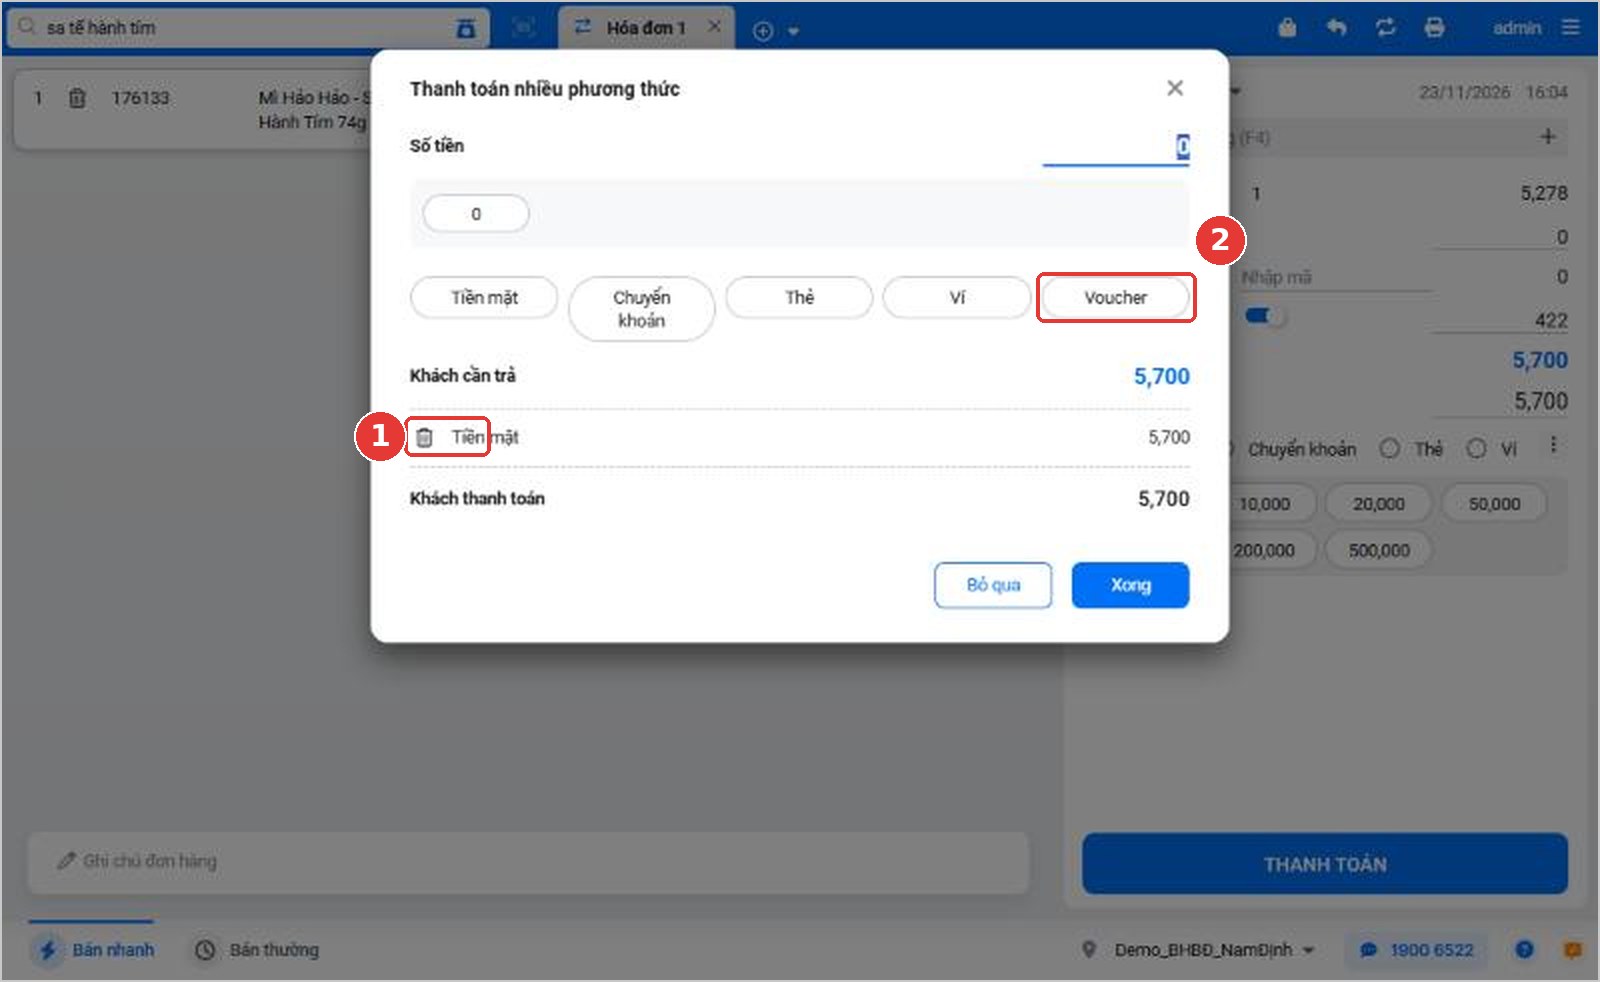 sa tế hành tím
Hóa đơn 1
admin
1 176133 Mì Hảo Hảo - S
Hành Tím 74g
23/11/2026 16:04
(F4)
1 5,278
0
Nhập mã 0
422
5,700
5,700
Chuyển khoản Thẻ Ví
10,000 20,000 50,000
200,000 500,000
Thanh toán nhiều phương thức
Số tiền 0
0
2
Tiền mặt Chuyển khoản Thẻ Ví Voucher
Khách cần trả 5,700
1
Tiền mặt 5,700
Khách thanh toán 5,700
Bỏ qua Xong
Ghi chú đơn hàng
THANH TOÁN
Bán nhanh Bán thường
Demo_BHBĐ_NamĐịnh 1900 6522